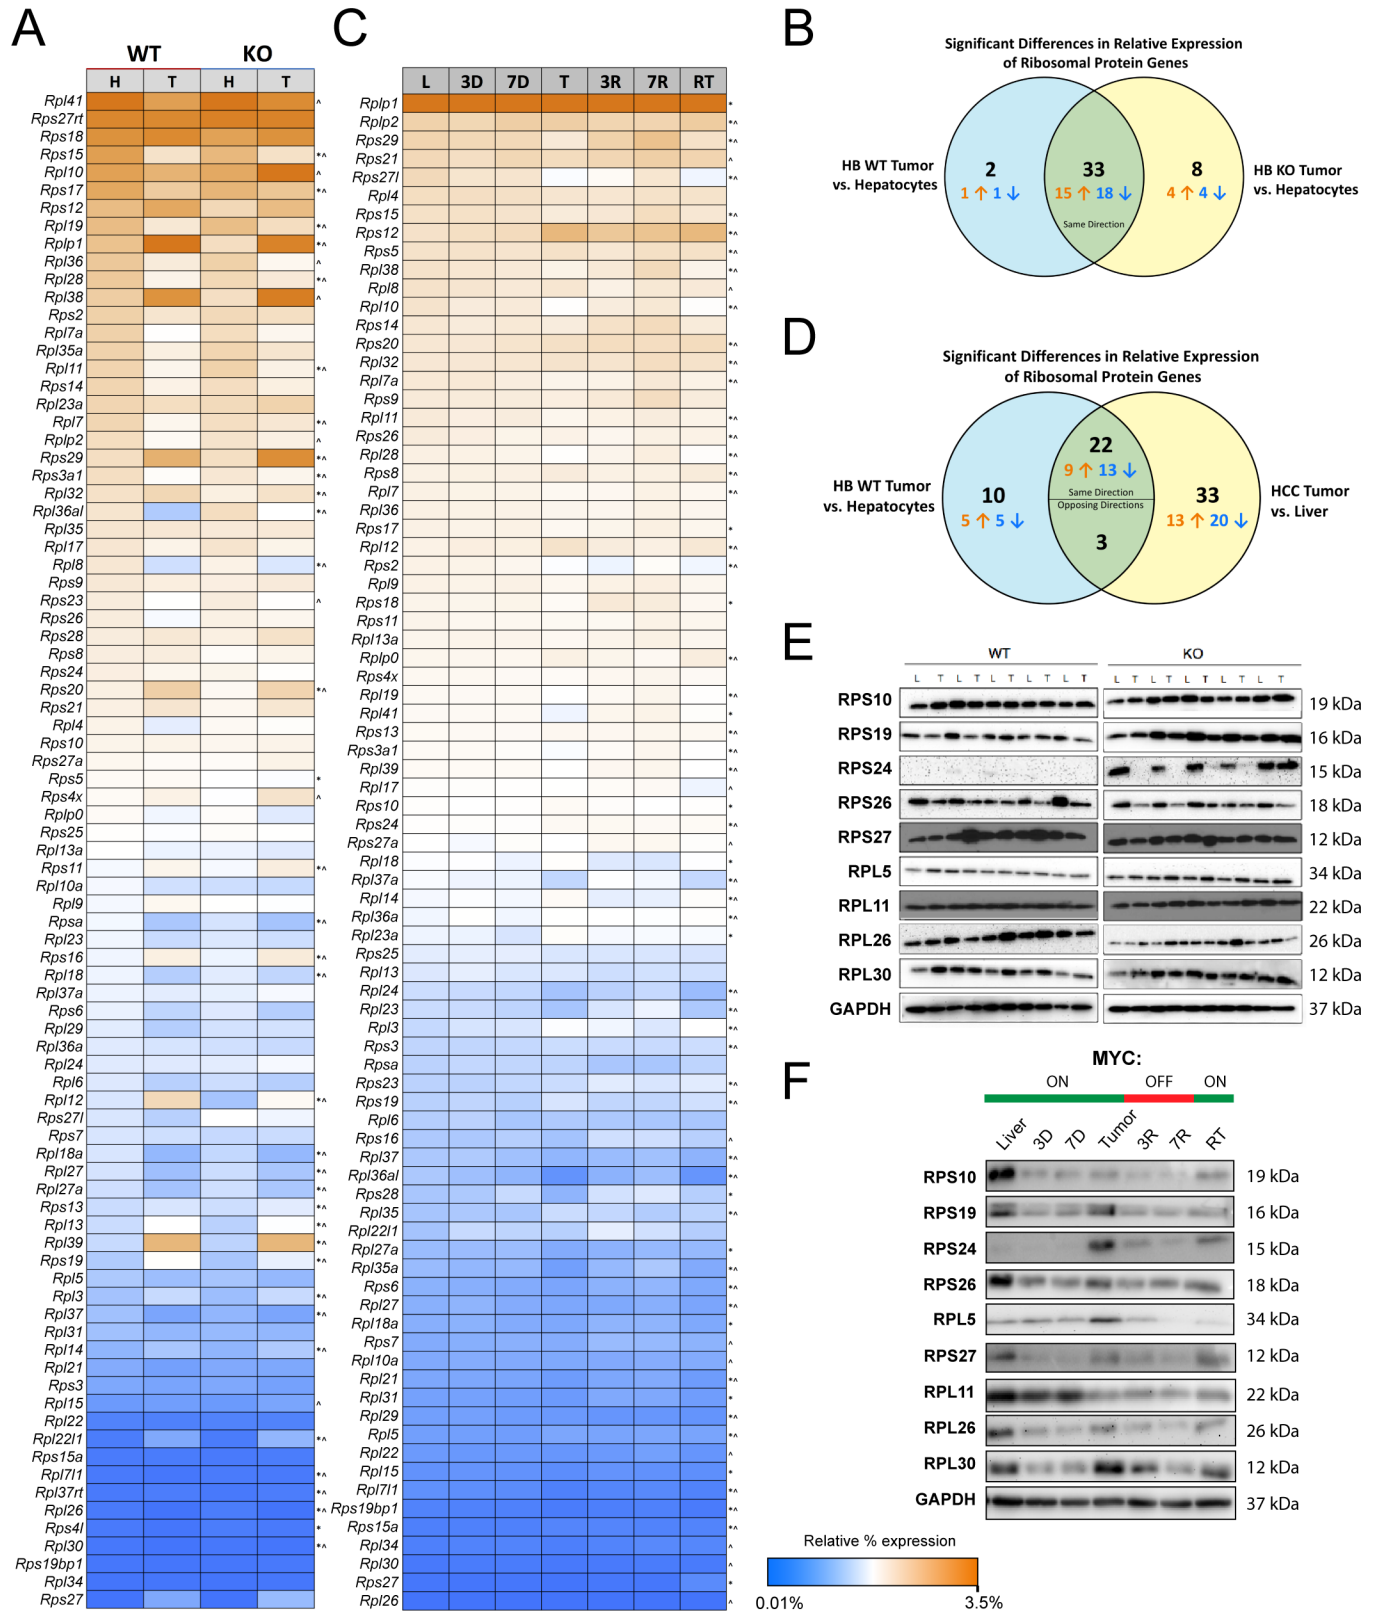 A
WT KO
H T H T
Rpl41 ^
Rps27rt
Rps18
Rps15 *^
Rpl10 ^
Rps17 *^
Rps12
Rpl19 *^
Rplp1 *^
Rpl36 ^
Rpl28 *^
Rpl38 ^
Rps2
Rpl7a
Rpl35a
Rpl11 *^
Rps14
Rpl23a
Rpl7 *^
Rplp2 ^
Rps29 *^
Rps3a1 *^
Rpl32 *^
Rpl36al *^
Rpl35
Rpl17
Rpl8 *^
Rps9
Rps23 ^
Rps26
Rps28
Rps8
Rps24
Rps20 *^
Rps21
Rpl4
Rps10
Rps27a
Rps5 *
Rps4x ^
Rplp0
Rps25
Rpl13a
Rps11 *^
Rpl10a
Rpl9
Rpsa *^
Rpl23
Rps16 *^
Rpl18 *^
Rpl37a
Rps6
Rpl29
Rpl36a
Rpl24
Rpl6
Rpl12 *^
Rps27l
Rps7
Rpl18a *^
Rpl27 *^
Rpl27a *^
Rps13 *^
Rpl13 *^
Rpl39 *^
Rps19 *^
Rpl5
Rpl3 *^
Rpl37 *^
Rpl31
Rpl14 *^
Rpl21
Rps3
Rpl15 ^
Rpl22
Rpl22l1 *^
Rps15a
Rpl7l1 *^
Rpl37rt *^
Rpl26 *^
Rps4l *
Rpl30 *^
Rps19bp1
Rpl34
Rps27
C
L 3D 7D T 3R 7R RT
Rplp1 *
Rplp2 *^
Rps29 *^
Rps21 ^
Rps27l *^
Rpl4
Rps15 *^
Rps12 *^
Rps5 *^
Rpl38 *^
Rpl8 ^
Rpl10 *^
Rps14
Rps20 *^
Rpl32 *^
Rpl7a *^
Rps9
Rpl11 *^
Rps26 *^
Rpl28 *^
Rps8 *^
Rpl7 *^
Rpl36
Rps17 *
Rpl12 *^
Rps2 *^
Rpl9
Rps18 *
Rps11
Rpl13a
Rplp0 *^
Rps4x
Rpl19 *^
Rpl41 *
Rps13 *^
Rps3a1 *^
Rpl39 *^
Rpl17 ^
Rps10 *
Rps24 *^
Rps27a ^
Rpl18 *
Rpl37a *^
Rpl14 *^
Rpl36a *^
Rpl23a *
Rps25
Rpl13
Rpl24 *^
Rpl23 *^
Rpl3 *^
Rps3 *^
Rpsa
Rps23 *^
Rps19 *^
Rpl6
Rps16 ^
Rpl37 *^
Rpl36al *^
Rps28 *
Rpl35 *^
Rpl22l1
Rpl27a *
Rpl35a *^
Rps6 *^
Rpl27 *^
Rpl18a *
Rps7 ^
Rpl10a ^
Rpl21 *^
Rpl31 *
Rpl29 *^
Rpl5 *^
Rpl22 ^
Rpl15 *
Rpl7l1 *^
Rps19bp1 *^
Rps15a *^
Rpl34 ^
Rpl30 ^
Rps27 *
Rpl26 ^
B
Significant Differences in Relative Expression
of Ribosomal Protein Genes
HB WT Tumor
vs. Hepatocytes
2
1 ↑ 1 ↓
33
15 ↑ 18 ↓
Same Direction
8
4 ↑ 4 ↓
HB KO Tumor
vs. Hepatocytes
D
Significant Differences in Relative Expression
of Ribosomal Protein Genes
HB WT Tumor
vs. Hepatocytes
10
5 ↑ 5 ↓
22
9 ↑ 13 ↓
Same Direction
Opposing Directions
3
33
13 ↑ 20 ↓
HCC Tumor
vs. Liver
E
WT KO
L T L T L T L T L T L T L T L T L T L T
RPS10 19 kDa
RPS19 16 kDa
RPS24 15 kDa
RPS26 18 kDa
RPS27 12 kDa
RPL5 34 kDa
RPL11 22 kDa
RPL26 26 kDa
RPL30 12 kDa
GAPDH 37 kDa
F
MYC:
ON OFF ON
Liver 3D 7D Tumor 3R 7R RT
RPS10 19 kDa
RPS19 16 kDa
RPS24 15 kDa
RPS26 18 kDa
RPL5 34 kDa
RPS27 12 kDa
RPL11 22 kDa
RPL26 26 kDa
RPL30 12 kDa
GAPDH 37 kDa
Relative % expression
0.01% 3.5%